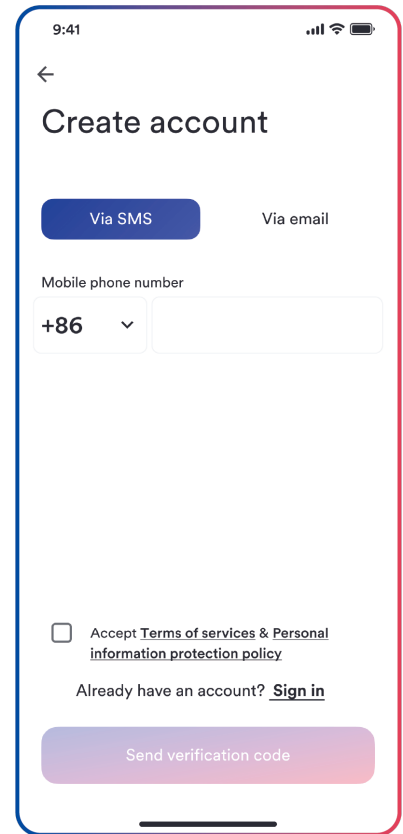 9:41
Create account
Via SMS
Via email
Mobile phone number
+86
Accept Terms of services & Personal
information protection policy
Already have an account? Sign in
Send verification code